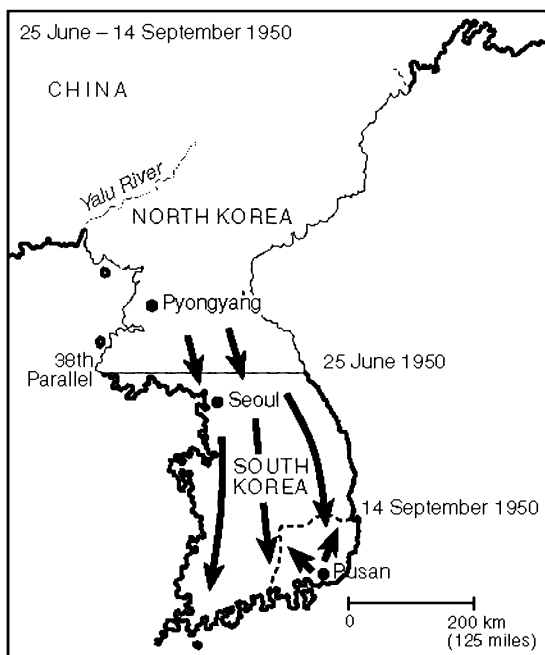 25 June – 14 September 1950
CHINA
Yalu River
NORTH KOREA
Pyongyang
38th
Parallel
25 June 1950
Seoul
SOUTH
KOREA
14 September 1950
Pusan
0
200 km
(125 miles)